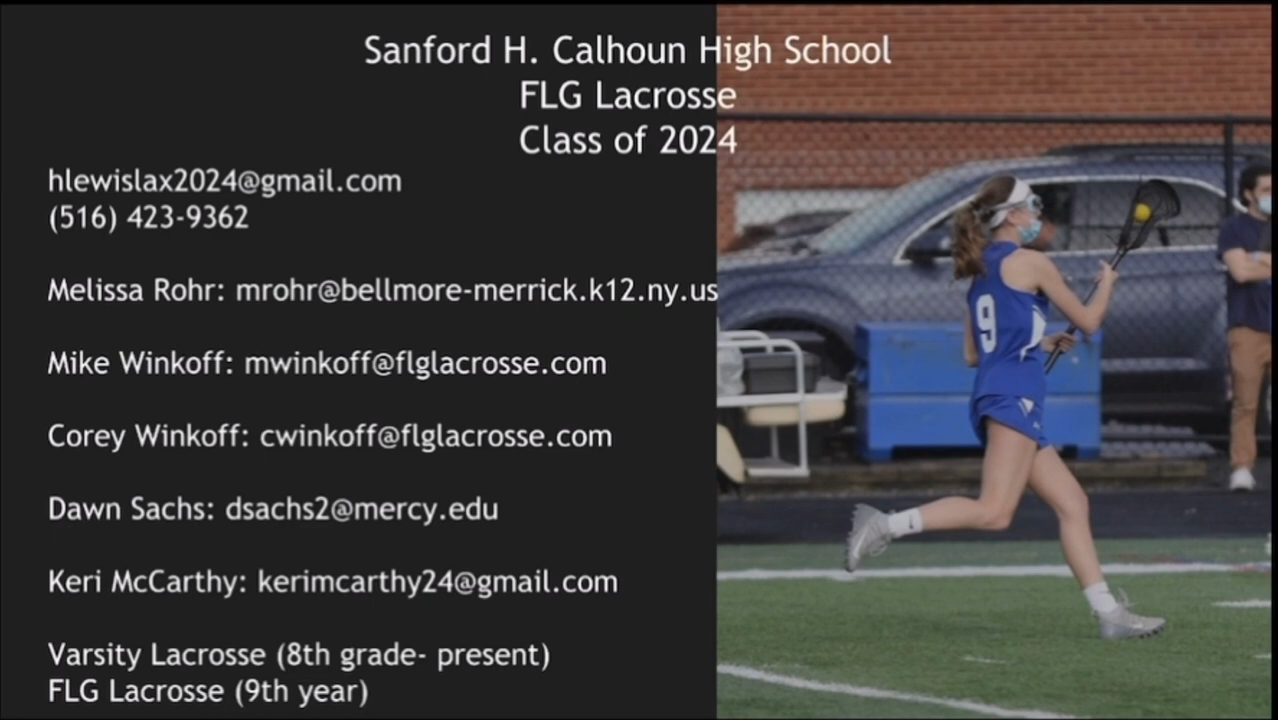 Sanford H. Calhoun High School
FLG Lacrosse
Class of 2024
hlewislax2024@gmail.com
(516) 423-9362
Melissa Rohr: mrohr@bellmore-merrick.k12.ny.us
Mike Winkoff: mwinkoff@flglacrosse.com
Corey Winkoff: cwinkoff@flglacrosse.com
Dawn Sachs: dsachs2@mercy.edu
Keri McCarthy: kerimcarthy24@gmail.com
Varsity Lacrosse (8th grade- present)
FLG Lacrosse (9th year)
9